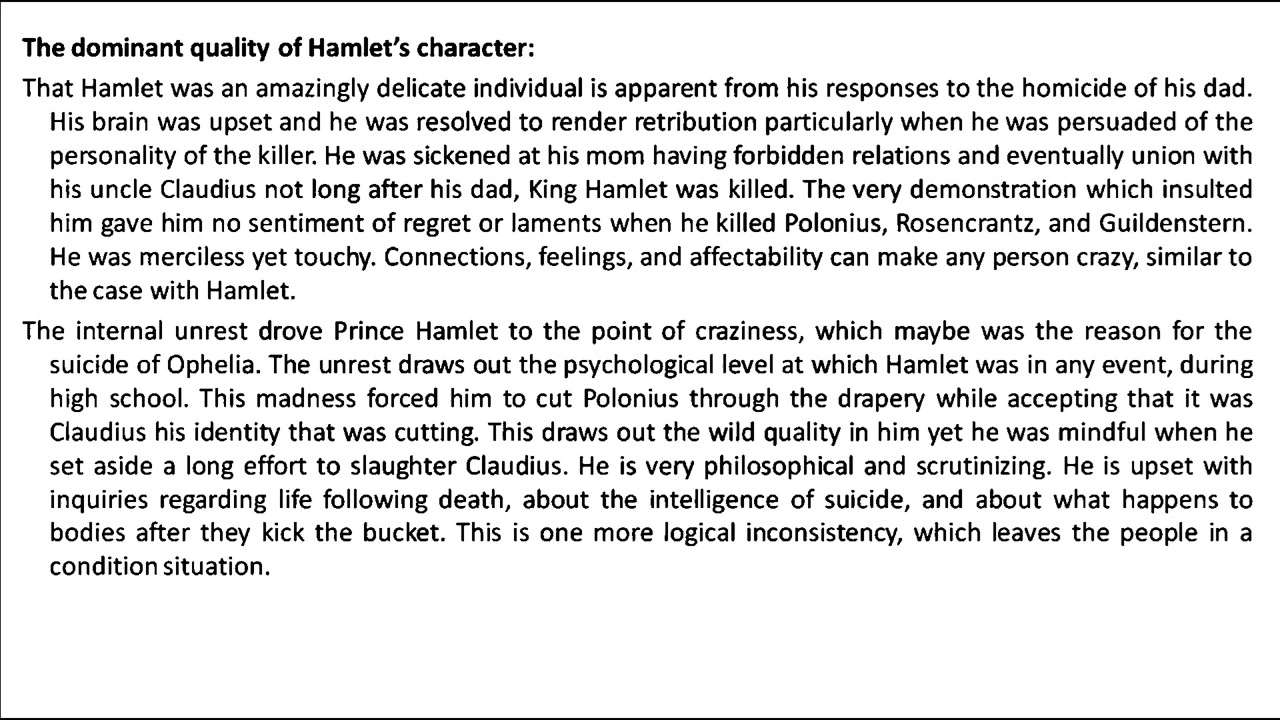 The dominant quality of Hamlet’s character:
That Hamlet was an amazingly delicate individual is apparent from his responses to the homicide of his dad.
His brain was upset and he was resolved to render retribution particularly when he was persuaded of the
personality of the killer. He was sickened at his mom having forbidden relations and eventually union with
his uncle Claudius not long after his dad, King Hamlet was killed. The very demonstration which insulted
him gave him no sentiment of regret or laments when he killed Polonius, Rosencrantz, and Guildenstern.
He was merciless yet touchy. Connections, feelings, and affectability can make any person crazy, similar to
the case with Hamlet.
The internal unrest drove Prince Hamlet to the point of craziness, which maybe was the reason for the
suicide of Ophelia. The unrest draws out the psychological level at which Hamlet was in any event, during
high school. This madness forced him to cut Polonius through the drapery while accepting that it was
Claudius his identity that was cutting. This draws out the wild quality in him yet he was mindful when he
set aside a long effort to slaughter Claudius. He is very philosophical and scrutinizing. He is upset with
inquiries regarding life following death, about the intelligence of suicide, and about what happens to
bodies after they kick the bucket. This is one more logical inconsistency, which leaves the people in a
condition situation.